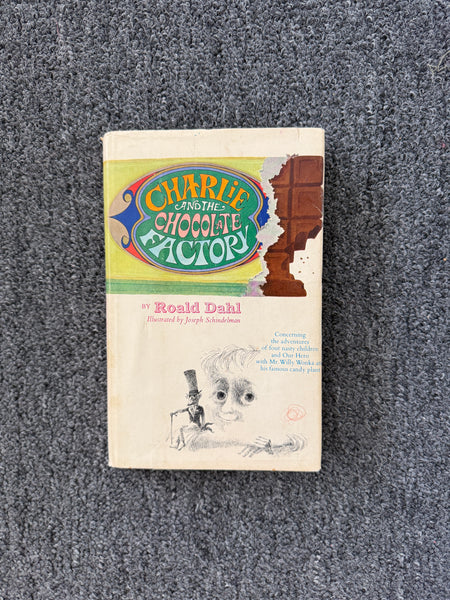 CHARLIE
AND THE
CHOCOLATE
FACTORY
BY Roald Dahl
Illustrated by Joseph Schindelman
Concerning
the adventures
of four nasty children
and Our Hero
with Mr. Willy Wonka and
his famous candy plant